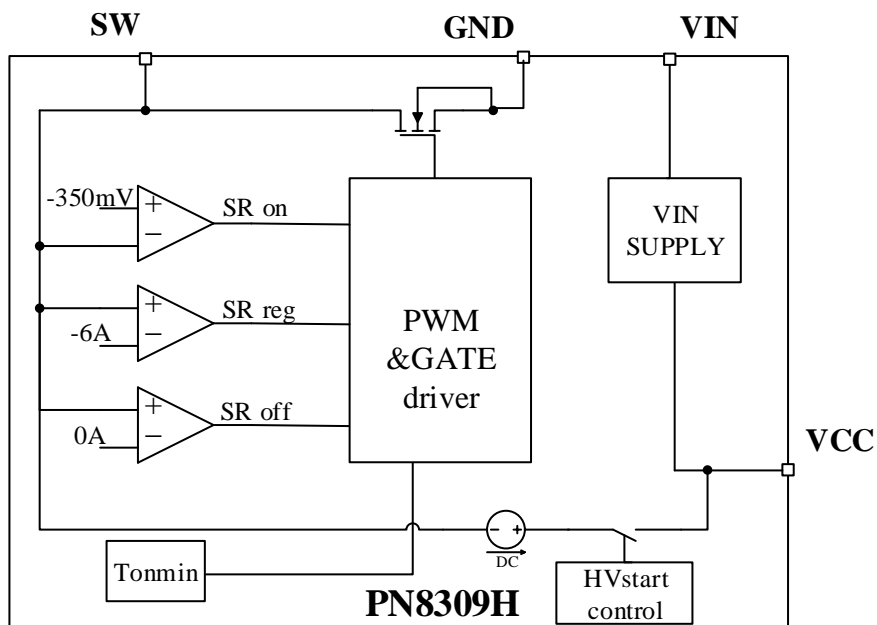 SW
GND
VIN
-350mV
+
−
SR on
VIN
SUPPLY
+
−
-6A
SR reg
PWM
&GATE
driver
+
−
0A
SR off
VCC
- +
DC
Tonmin
HVstart
control
PN8309H